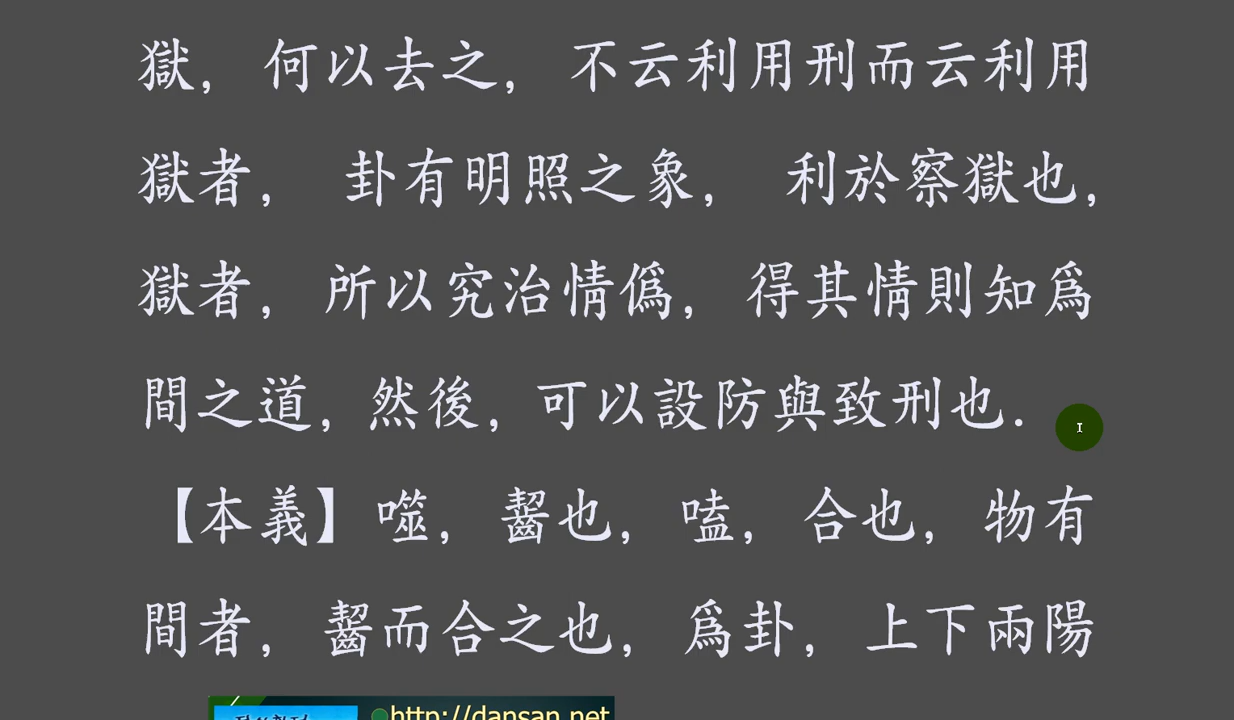 獄, 何以去之, 不云利用刑而云利用
獄者, 卦有明照之象, 利於察獄也,
獄者, 所以究治情僞, 得其情則知爲
間之道, 然後, 可以設防與致刑也.
【本義】噬, 齧也, 嗑, 合也, 物有
間者, 齧而合之也, 爲卦, 上下兩陽
http://dansan.net